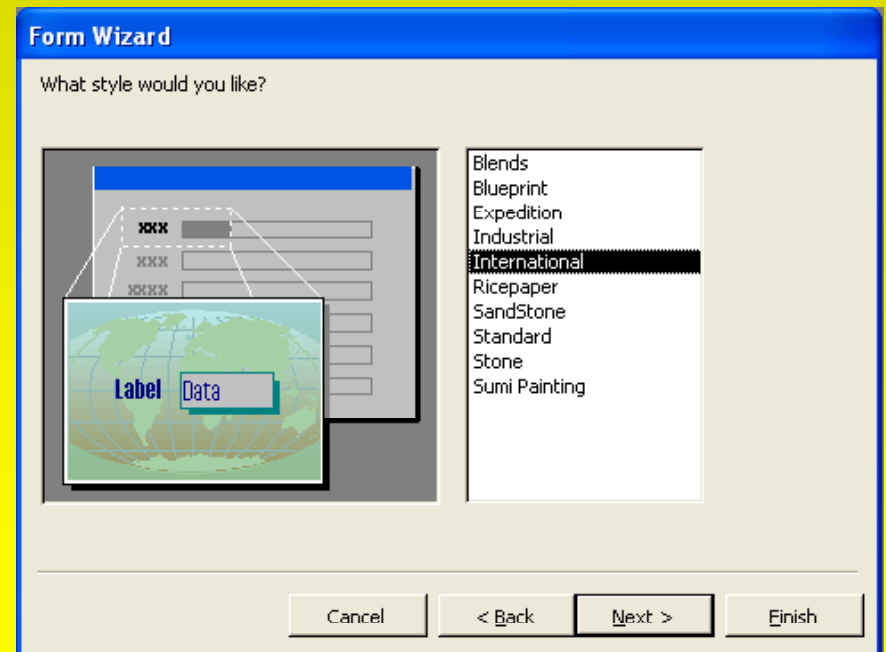 Form Wizard
What style would you like?
xxx
xxx
xxxx
Label Data
Blends
Blueprint
Expedition
Industrial
International
Ricepaper
SandStone
Standard
Stone
Sumi Painting
Cancel < Back Next > Finish